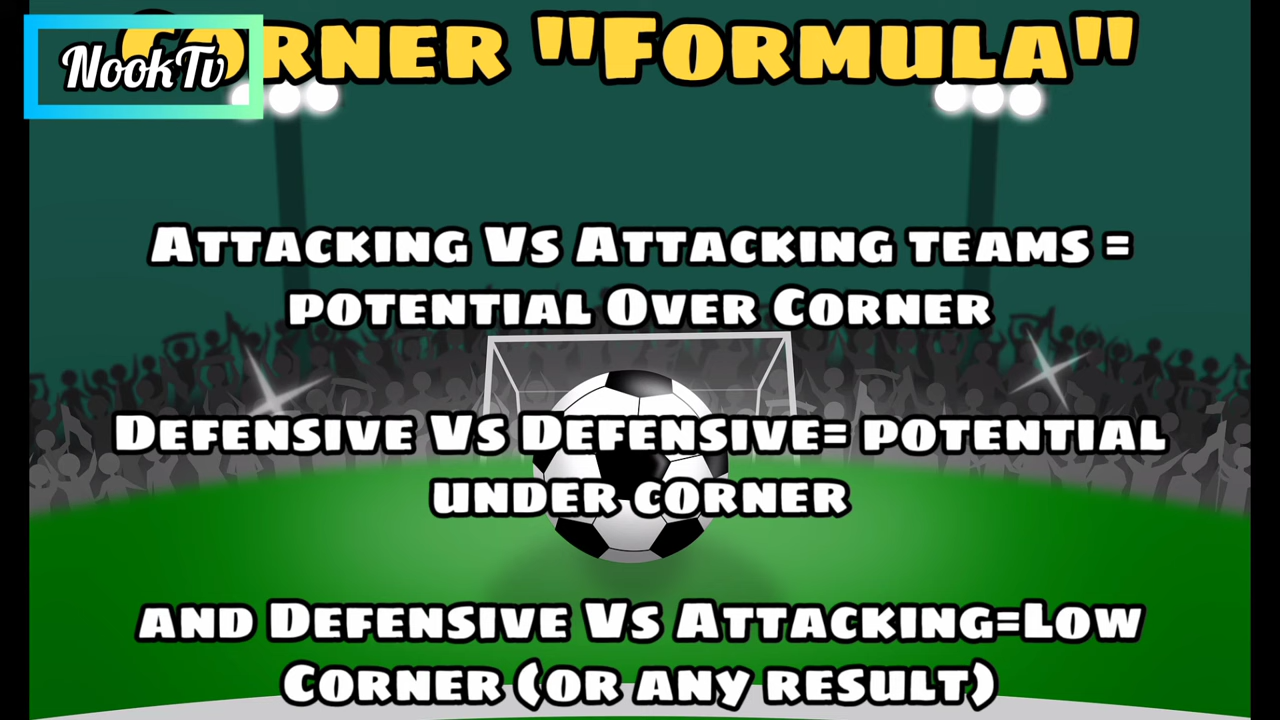 Corner "Formula"
NookTv
Attacking Vs Attacking teams =
potential Over Corner
Defensive Vs Defensive= potential
under corner
and Defensive Vs Attacking=Low
Corner (or any result)